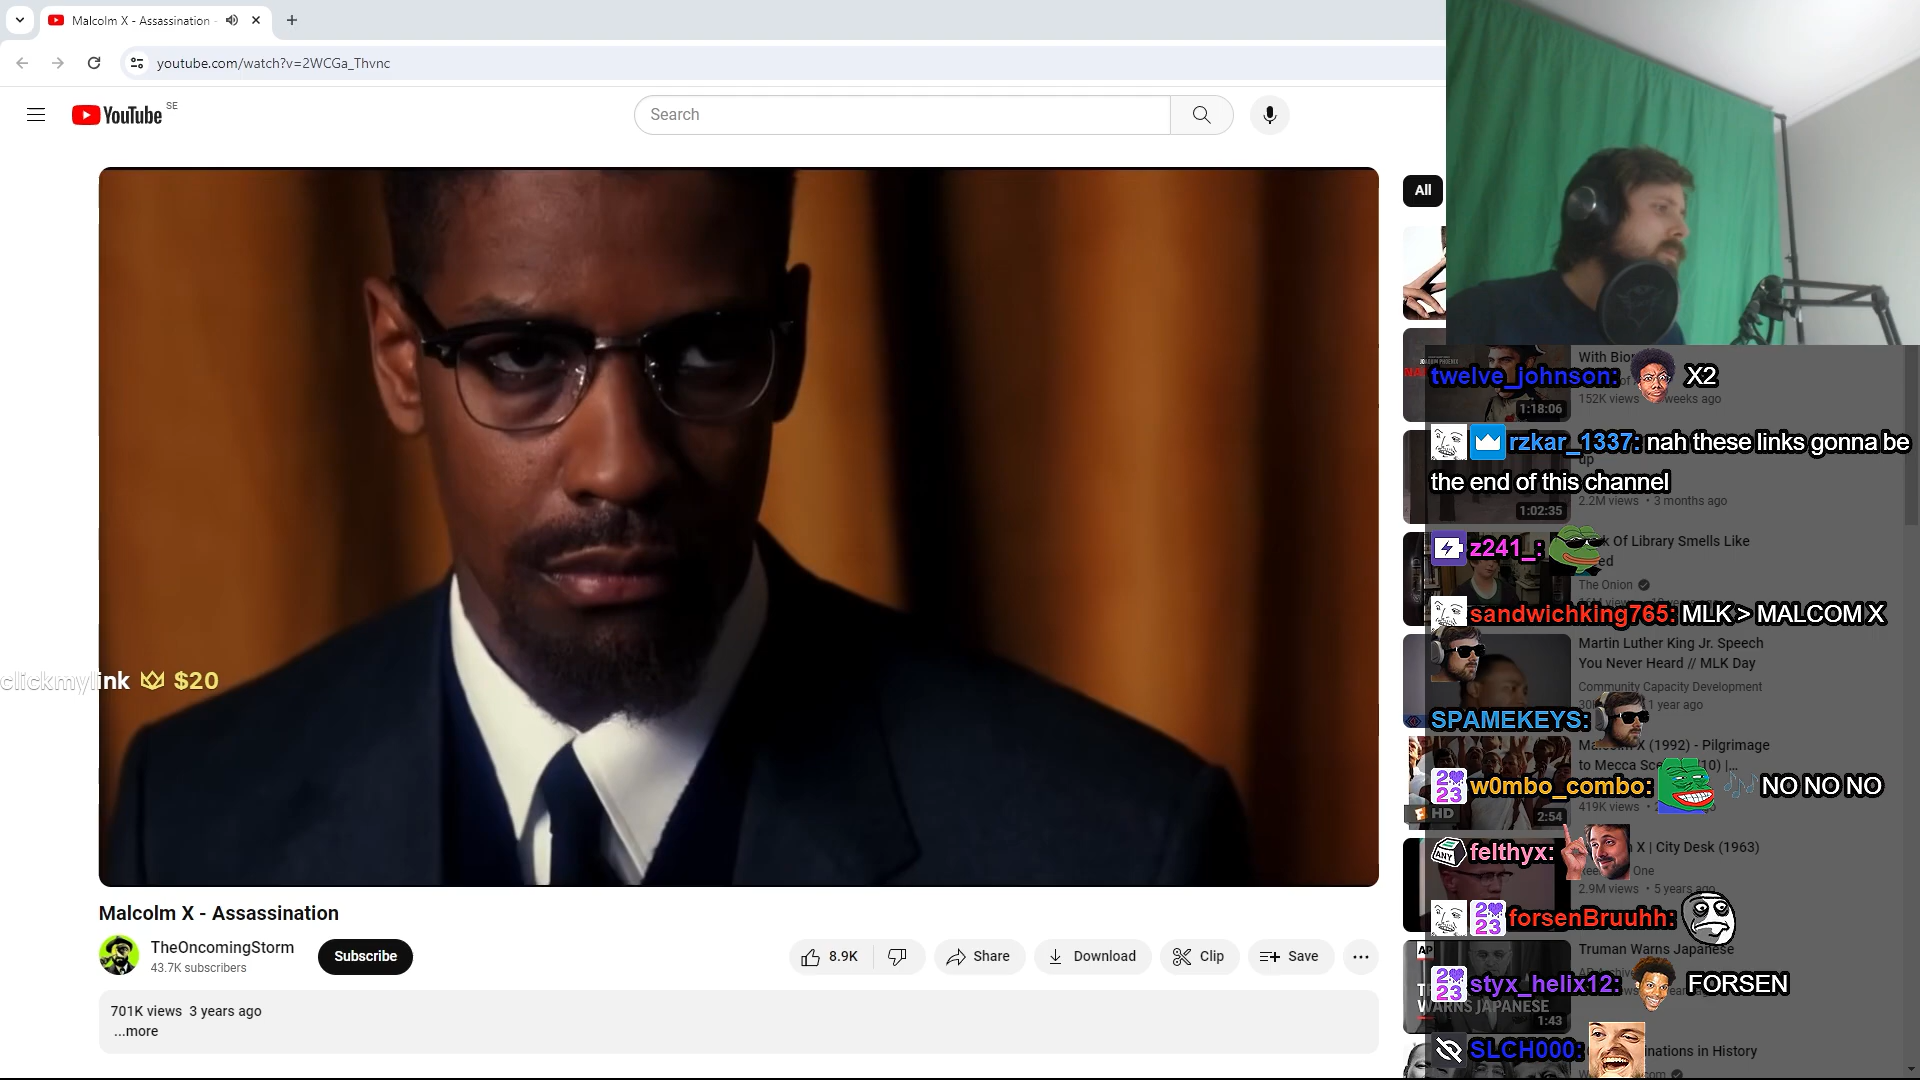 Malcolm X - Assassination -
youtube.com/watch?v=2WCGa_Thvnc
YouTube SE
Search
All
clickmylink $20
Malcolm X - Assassination
TheOncomingStorm
43.7K subscribers
Subscribe
8.9K
Share
Download
Clip
Save
701K views 3 years ago
...more
twelve_johnson: X2
152K views
weeks ago
1:18:06
rzkar_1337: nah these links gonna be
the end of this channel
2.2M views • 3 months ago
1:02:35
Of Library Smells Like
z241_:
The Onion
sandwichking765: MLK > MALCOM X
Martin Luther King Jr. Speech
You Never Heard // MLK Day
Community Capacity Development
1 year ago
SPAMEKEYS:
(1992) - Pilgrimage
to Mecca
w0mbo_combo: NO NO NO
419K views
HD
2:54
felthyx:
X | City Desk (1963)
One
2.9M views • 5 years ago
forsenBruuhh:
AP
Truman Warns Japanese
styx_helix12: FORSEN
WARNS JAPANESE
1:43
SLCH000:
in History